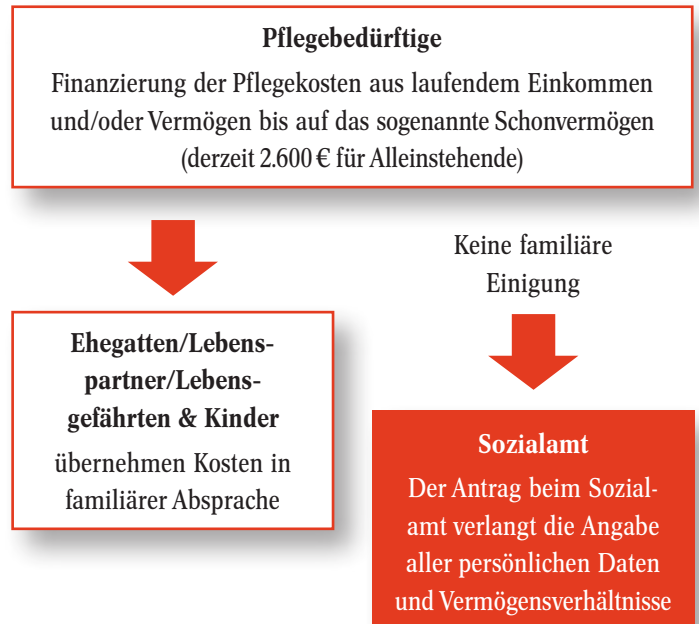 Pflegebedürftige
Finanzierung der Pflegekosten aus laufendem Einkommen
und/oder Vermögen bis auf das sogenannte Schonvermögen
(derzeit 2.600 € für Alleinstehende)
Keine familiäre
Einigung
Ehegatten/Lebens-
partner/Lebens-
gefährten & Kinder
übernehmen Kosten in
familiärer Absprache
Sozialamt
Der Antrag beim Sozial-
amt verlangt die Angabe
aller persönlichen Daten
und Vermögensverhältnisse